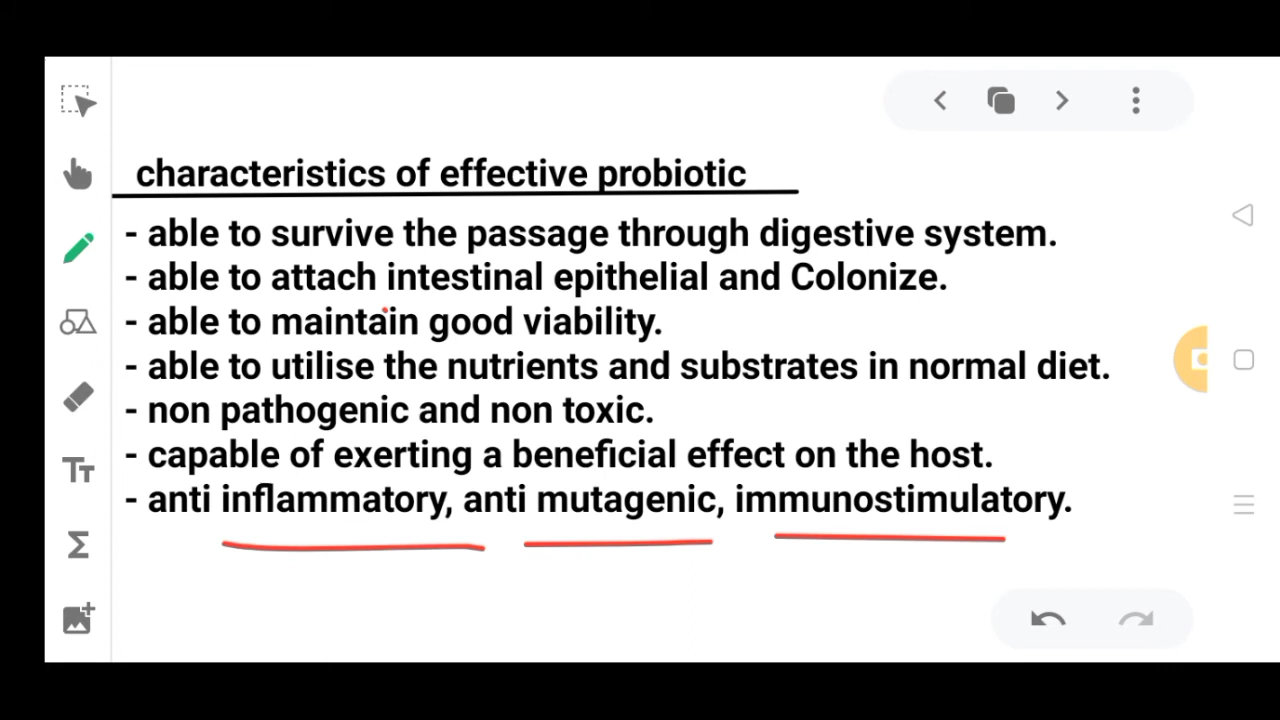 characteristics of effective probiotic
- able to survive the passage through digestive system.
- able to attach intestinal epithelial and Colonize.
- able to maintain good viability.
- able to utilise the nutrients and substrates in normal diet.
- non pathogenic and non toxic.
- capable of exerting a beneficial effect on the host.
- anti inflammatory, anti mutagenic, immunostimulatory.